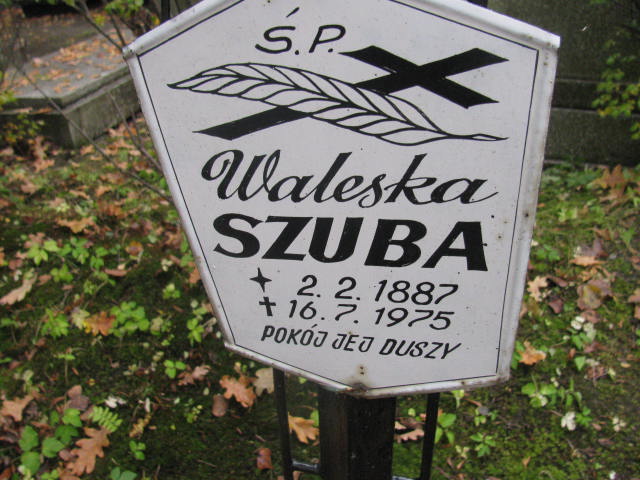 Ś.P.
Waleska
SZUBA
2.2.1887
16.7.1975
POKÓJ JEJ DUSZY